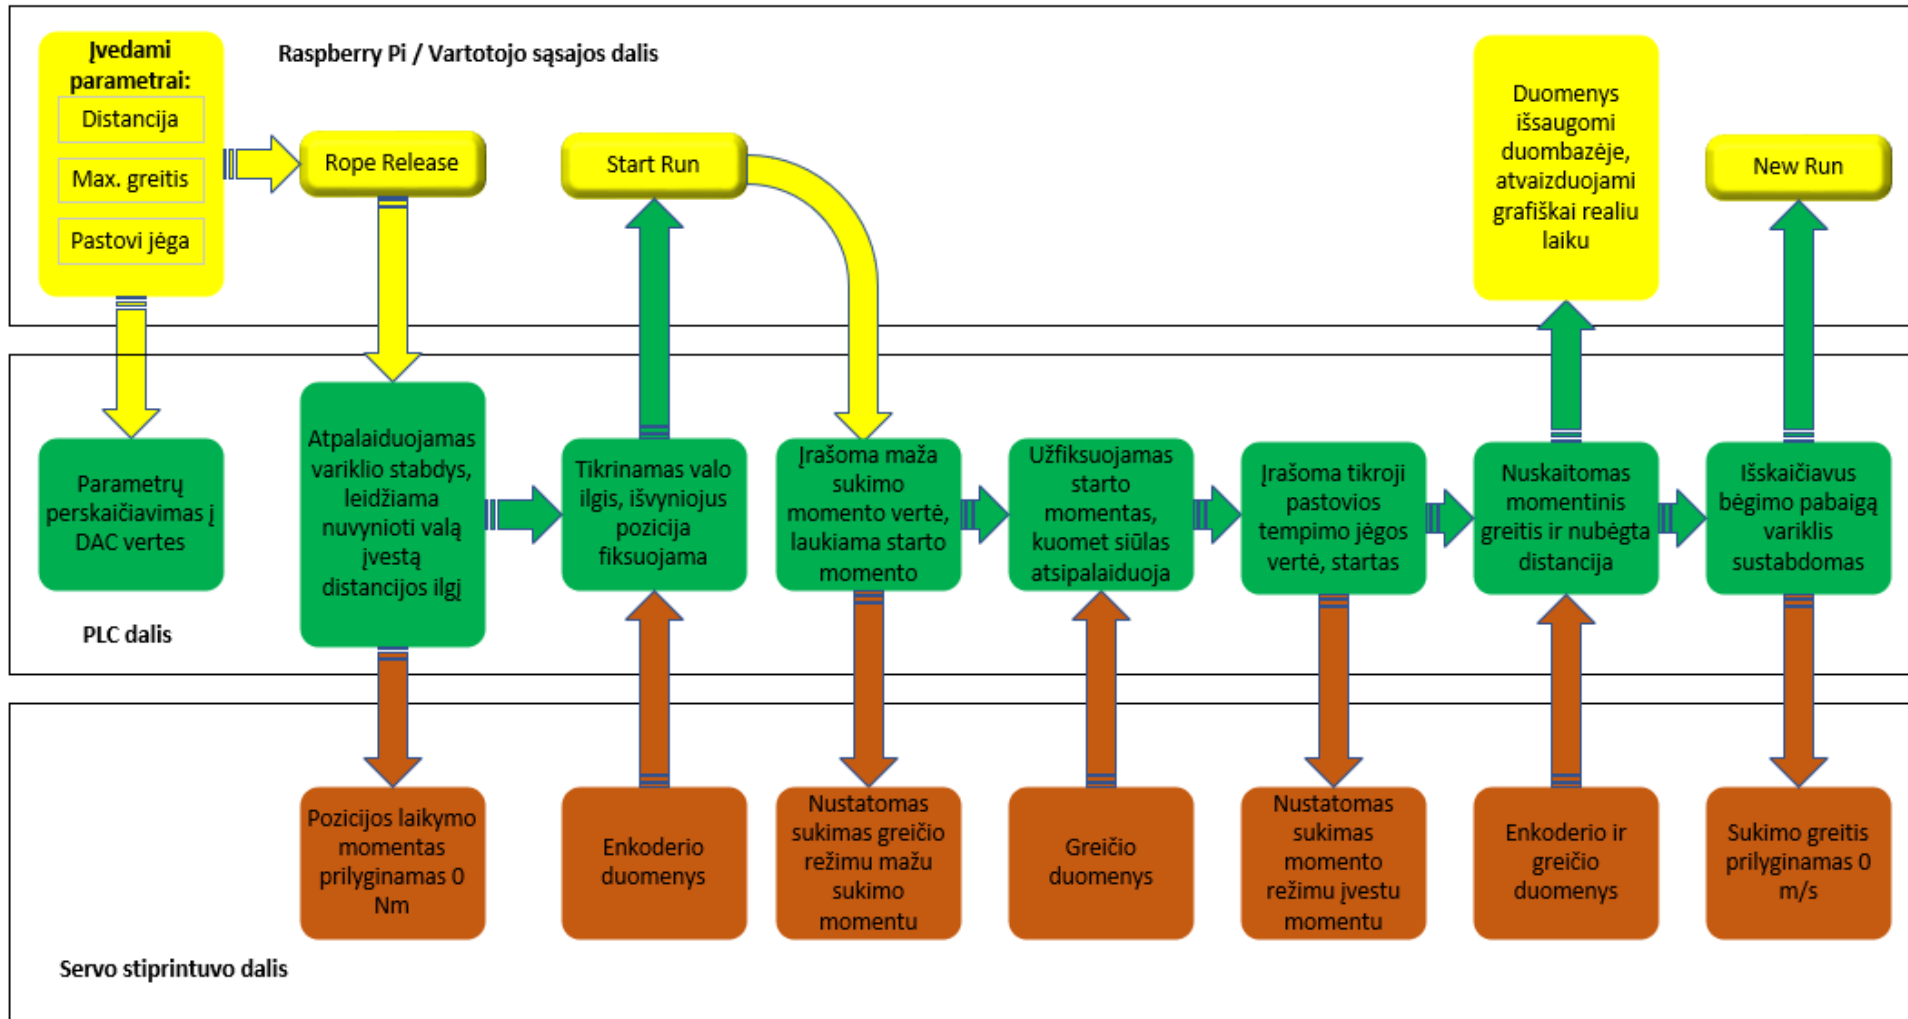 Įvedami
parametrai:
Distancija
Max. greitis
Pastovi jėga
Raspberry Pi / Vartotojo sąsajos dalis
Rope Release
Start Run
Duomenys
išsaugomi
duombazėje,
atvaizduojami
grafiškai realiu
laiku
New Run
Parametrų
perskaičiavimas į
DAC vertes
Atpalaiduojamas
variklio stabdys,
leidžiama
nuvynioti valą
įvestą
distancijos ilgį
Tikrinamas valo
ilgis, išvyniojus
pozicija
fiksuojama
Įrašoma maža
sukimo
momento vertė,
laukiama starto
momento
Užfiksuojamas
starto
momentas,
kuomet siūlas
atsipalaiduoja
Įrašoma tikroji
pastovios
tempimo jėgos
vertė, startas
Nuskaitomas
momentinis
greitis ir nubėgta
distancija
Išskaičiavus
bėgimo pabaigą
variklis
sustabdomas
PLC dalis
Pozicijos laikymo
momentas
prilyginamas 0
Nm
Enkoderio
duomenys
Nustatomas
sukimas greičio
režimu mažu
sukimo
momentu
Greičio
duomenys
Nustatomas
sukimas
momento
režimu įvestu
momentu
Enkoderio ir
greičio
duomenys
Sukimo greitis
prilyginamas 0
m/s
Servo stiprintuvo dalis